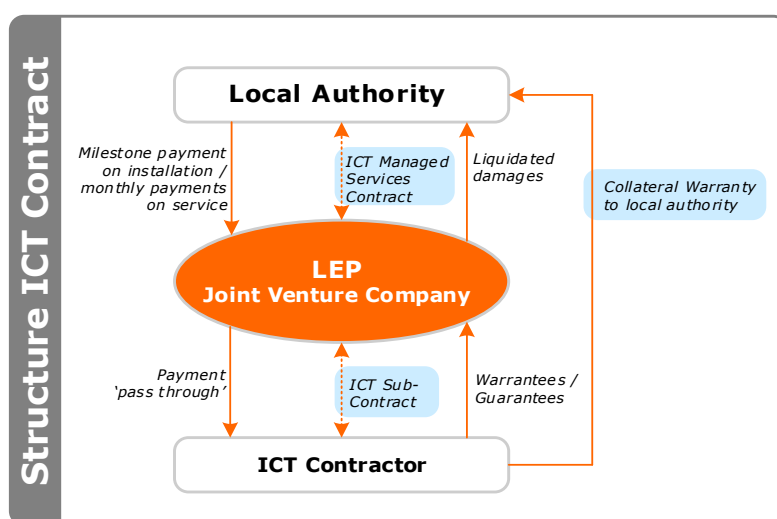 Structure ICT Contract
Local Authority
Milestone payment
on installation /
monthly payments
on service
ICT Managed
Services
Contract
Liquidated
damages
Collateral Warranty
to local authority
LEP
Joint Venture Company
Payment
‘pass through’
ICT Sub-
Contract
Warrantees /
Guarantees
ICT Contractor